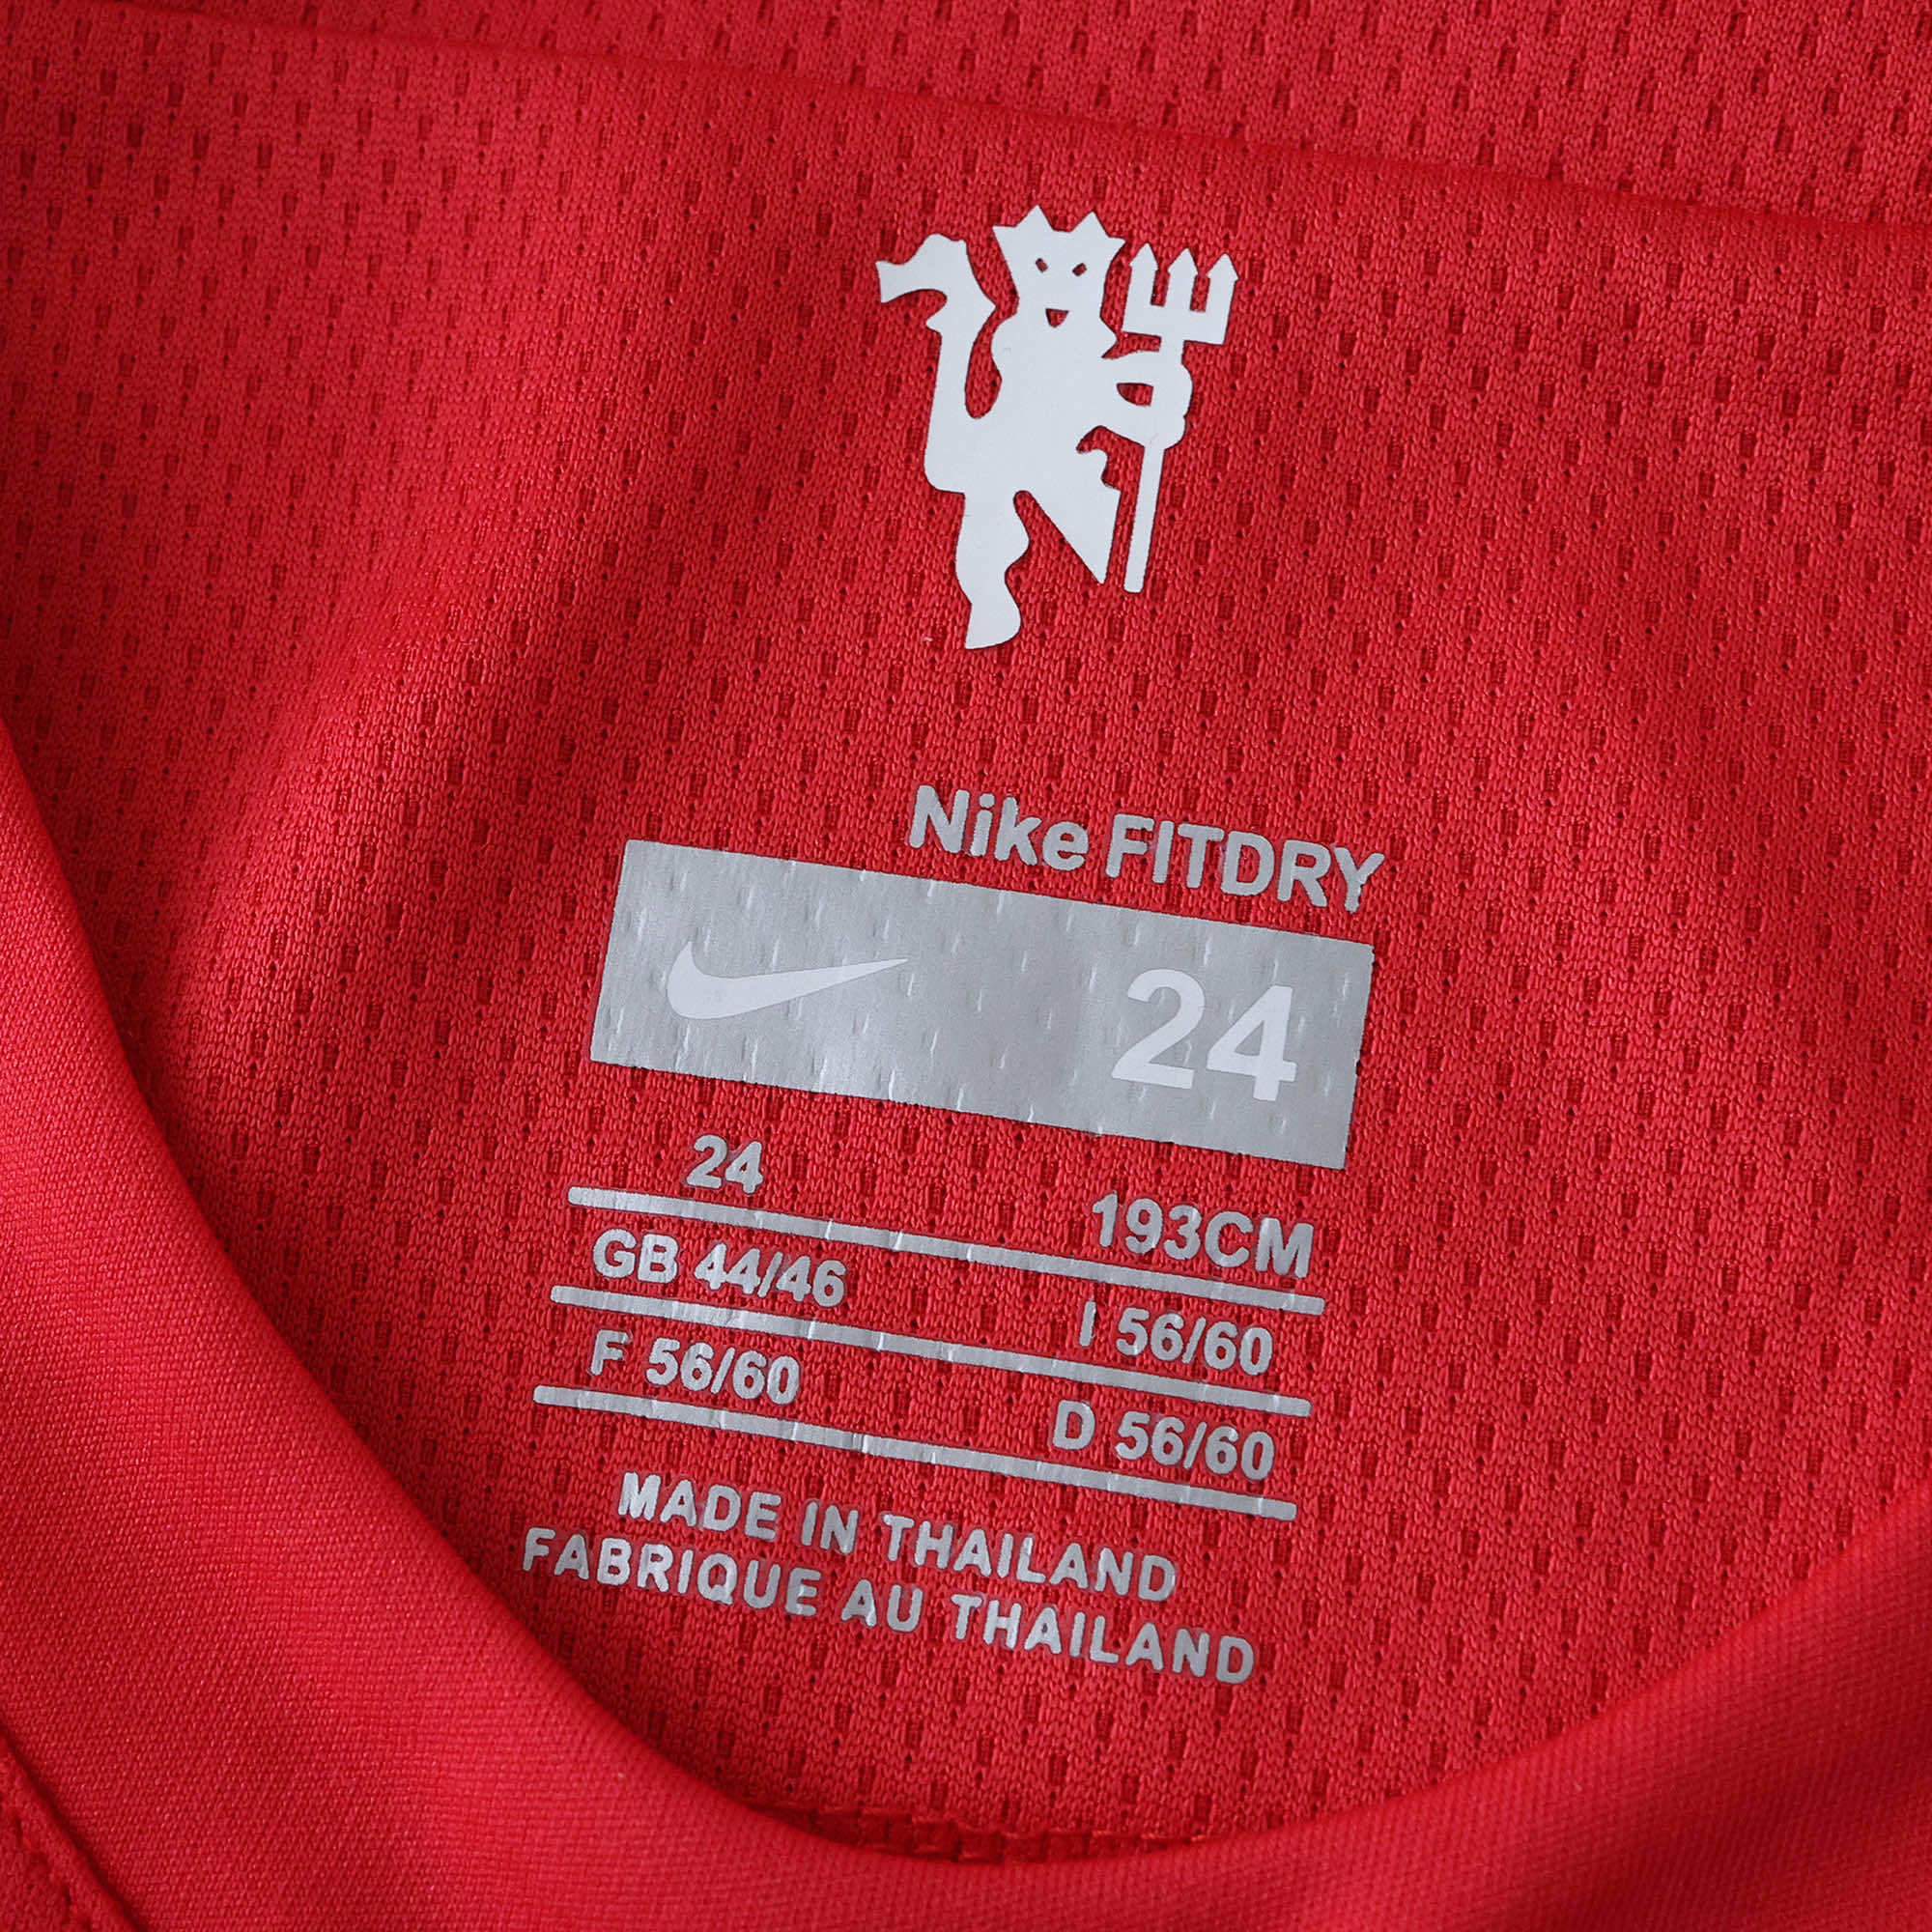 Nike FITDRY
24
24 193CM
GB 44/46 I 56/60
F 56/60 D 56/60
MADE IN THAILAND
FABRIQUE AU THAILAND